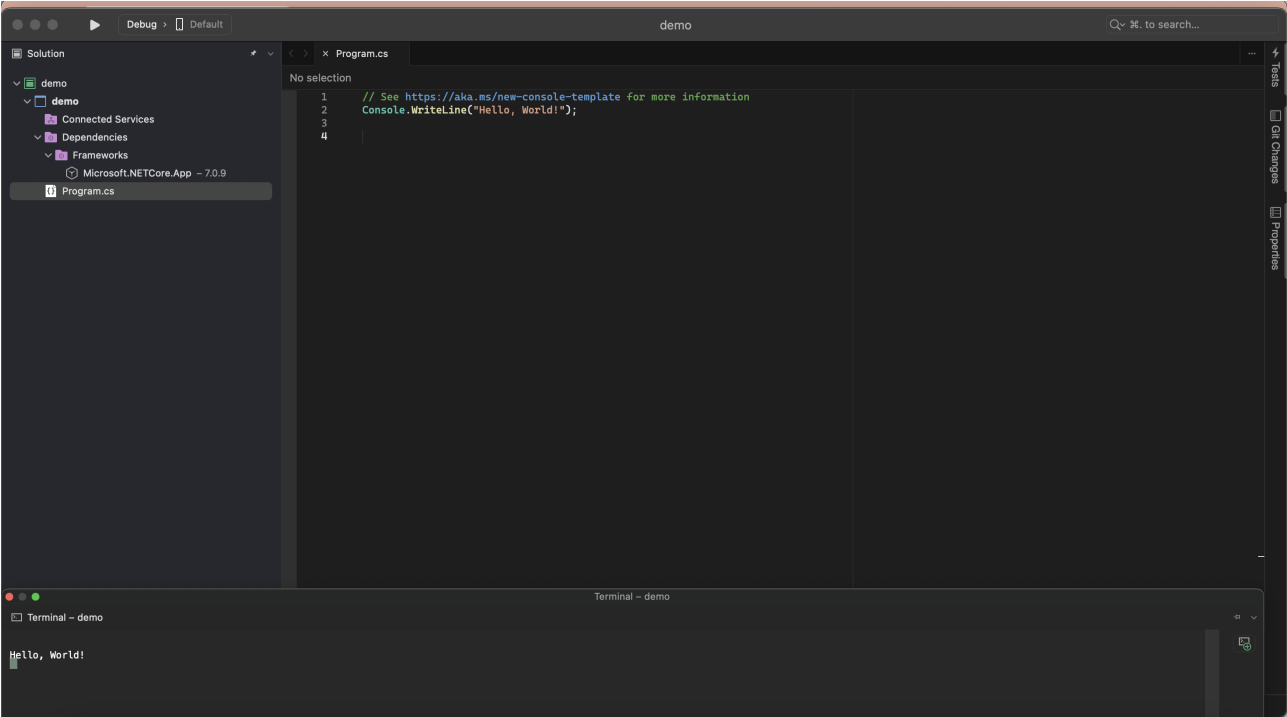 Debug › Default
demo
⌘. to search...
Solution
Program.cs
No selection
demo
demo
Connected Services
Dependencies
Frameworks
Microsoft.NETCore.App – 7.0.9
Program.cs
1 // See https://aka.ms/new-console-template for more information
2 Console.WriteLine("Hello, World!");
3
4
Tests
Git Changes
Properties
Terminal – demo
Terminal – demo
Hello, World!